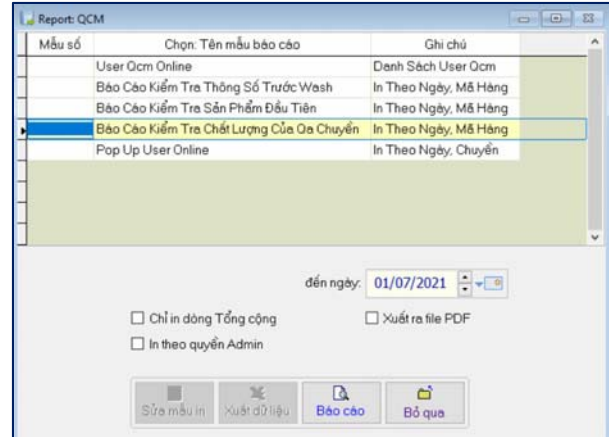 Report: QCM
Mẫu số Chọn: Tên mẫu báo cáo Ghi chú
User Qcm Online Danh Sách User Qcm
Báo Cáo Kiểm Tra Thông Số Trước Wash In Theo Ngày, Mã Hàng
Báo Cáo Kiểm Tra Sản Phẩm Đầu Tiên In Theo Ngày, Mã Hàng
Báo Cáo Kiểm Tra Chất Lượng Của Qa Chuyền In Theo Ngày, Mã Hàng
Pop Up User Online In Theo Ngày, Chuyền
đến ngày: 01/07/2021
Chỉ in dòng Tổng cộng Xuất ra file PDF
In theo quyền Admin
Sửa mẫu in Xuất dữ liệu Báo cáo Bỏ qua